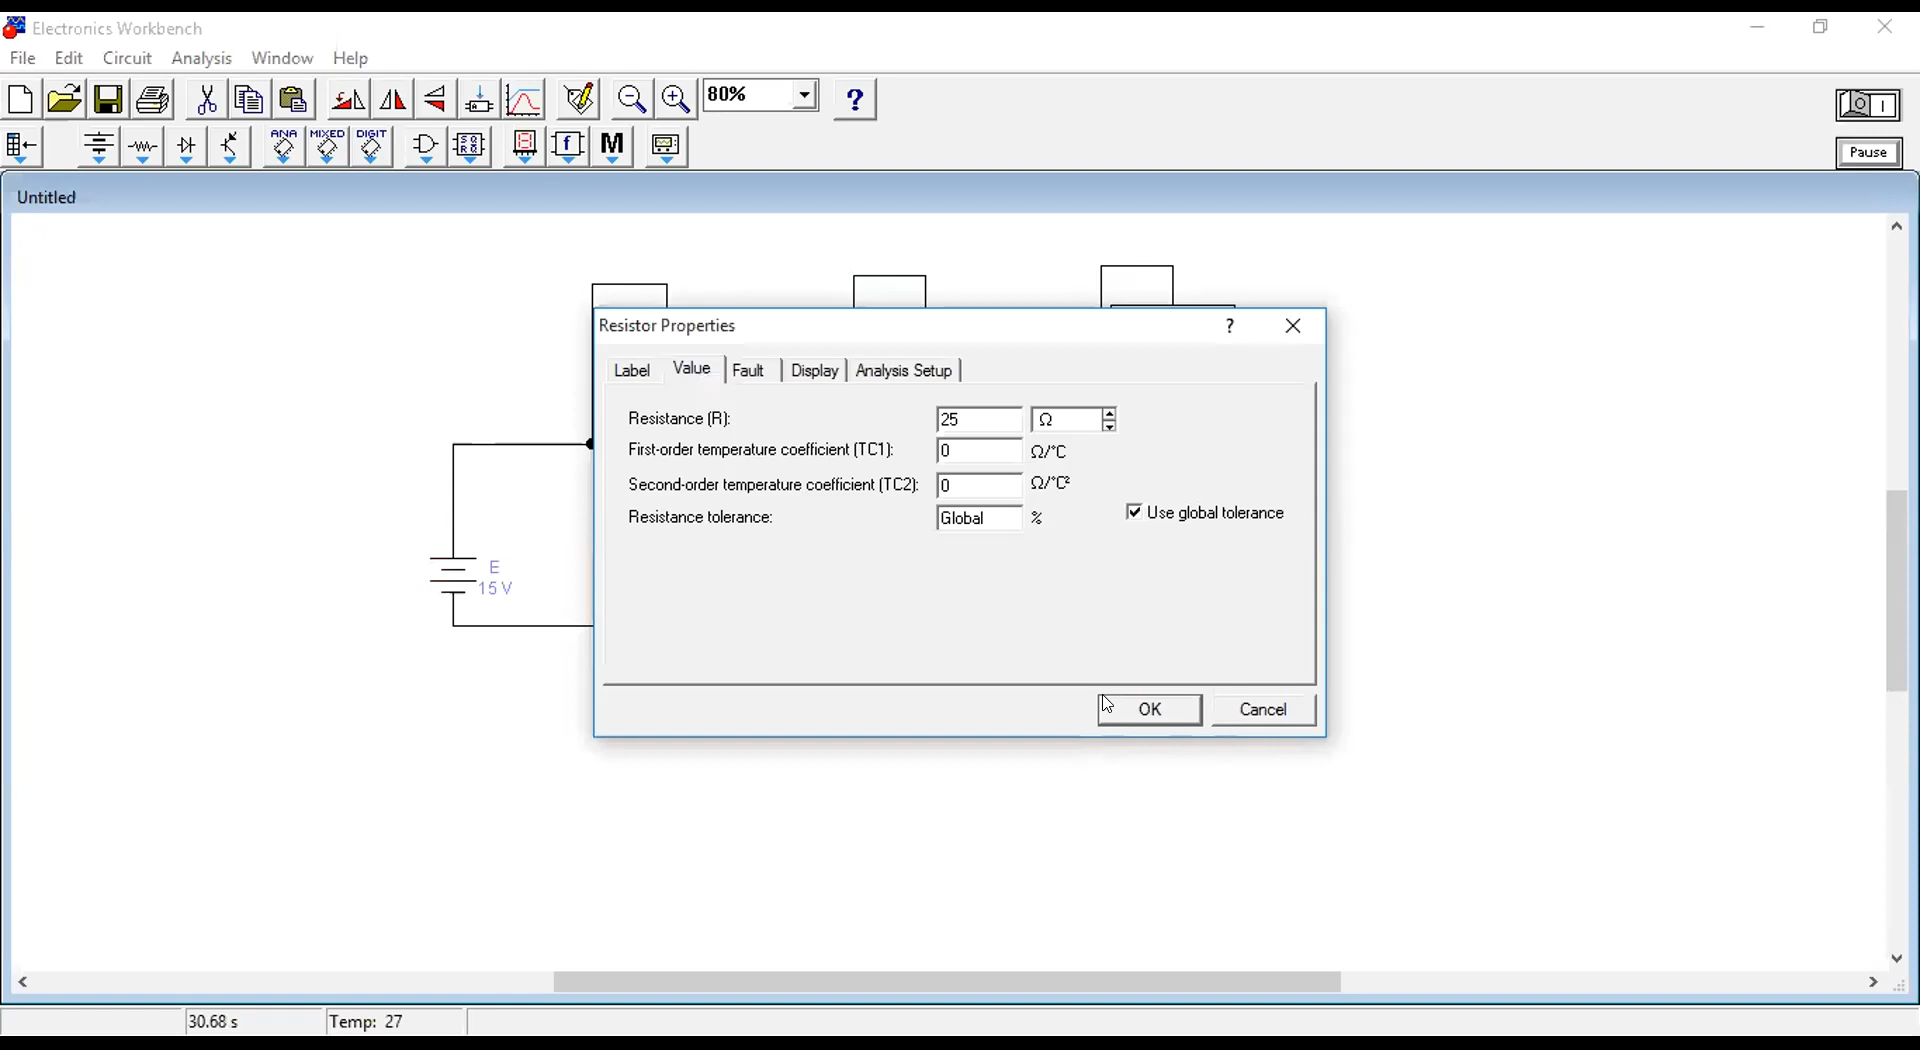 Electronics Workbench
File Edit Circuit Analysis Window Help
80% ?
ANA MIXED DIGIT f M
Pause
Untitled
Resistor Properties ?
Label Value Fault Display Analysis Setup
Resistance (R): 25 Ω
First-order temperature coefficient (TC1): 0 Ω/°C
Second-order temperature coefficient (TC2): 0 Ω/°C²
Resistance tolerance: Global % Use global tolerance
E
15 V
OK Cancel
30.68 s Temp: 27